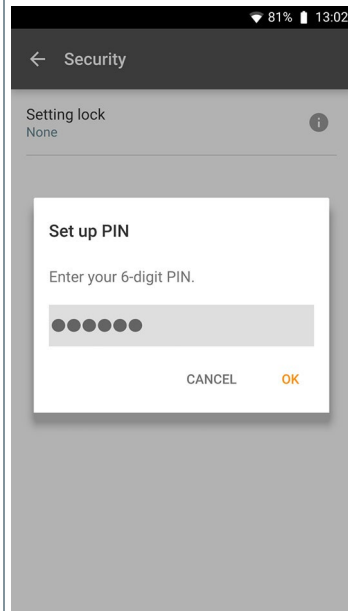 81% 13:02
Security
Setting lock
None
Set up PIN
Enter your 6-digit PIN.
●●●●●●
CANCEL OK